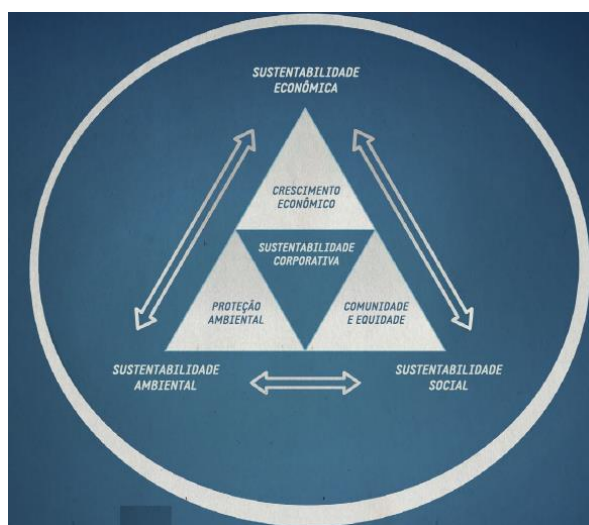 SUSTENTABILIDADE
ECONÔMICA
CRESCIMENTO
ECONÔMICO
SUSTENTABILIDADE
CORPORATIVA
PROTEÇÃO
AMBIENTAL
COMUNIDADE
E EQUIDADE
SUSTENTABILIDADE
AMBIENTAL
SUSTENTABILIDADE
SOCIAL